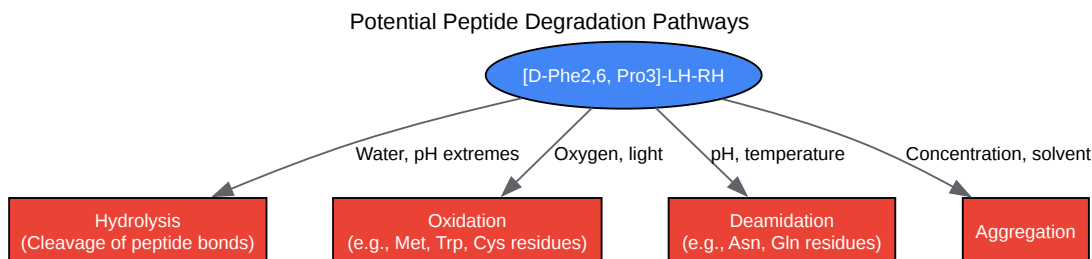 Potential Peptide Degradation Pathways
[D-Phe2,6, Pro3]-LH-RH
Water, pH extremes
Oxygen, light
pH, temperature
Concentration, solvent
Hydrolysis
(Cleavage of peptide bonds)
Oxidation
(e.g., Met, Trp, Cys residues)
Deamidation
(e.g., Asn, Gln residues)
Aggregation